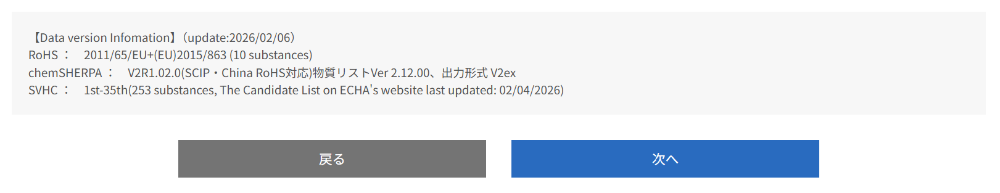 【Data version Infomation】（update:2026/02/06）
RoHS ：　2011/65/EU+(EU)2015/863 (10 substances)
chemSHERPA ：　V2R1.02.0(SCIP・China RoHS対応)物質リストVer 2.12.00、出力形式 V2ex
SVHC ：　1st-35th(253 substances, The Candidate List on ECHA's website last updated: 02/04/2026)
戻る
次へ